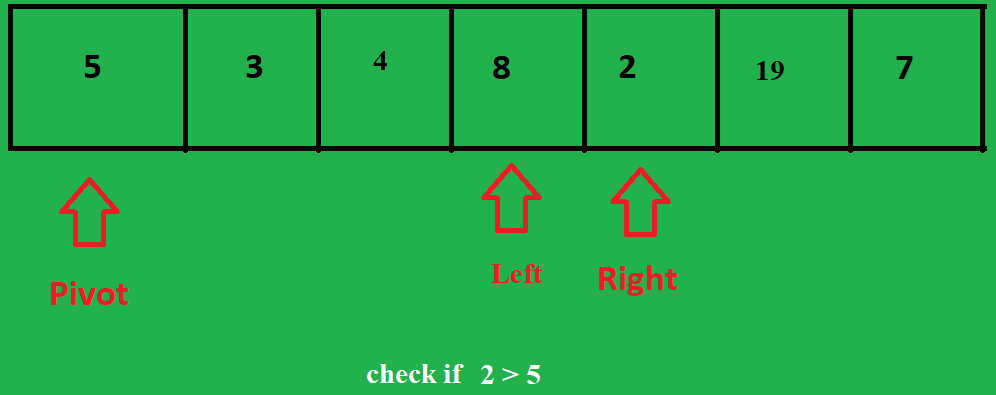 5 3 4 8 2 19 7
Pivot Left Right
check if 2 > 5